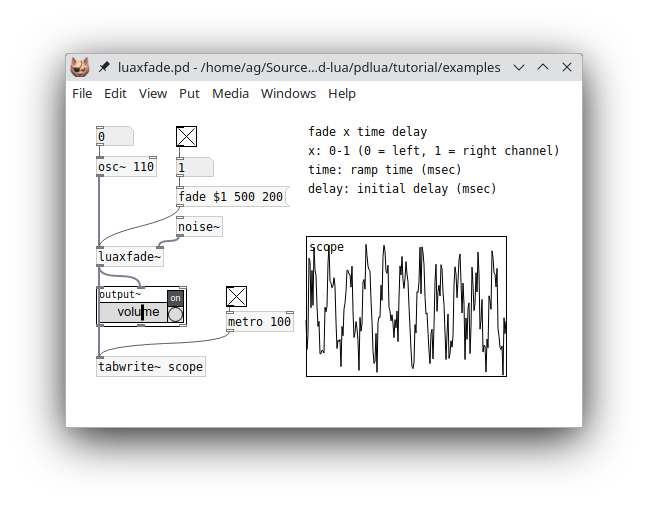 luaxfade.pd - /home/ag/Source...d-lua/pdlua/tutorial/examples
File Edit View Put Media Windows Help
0
osc~ 110
1
fade $1 500 200
noise~
luaxfade~
output~
on
volume
metro 100
tabwrite~ scope
fade x time delay
x: 0-1 (0 = left, 1 = right channel)
time: ramp time (msec)
delay: initial delay (msec)
scope